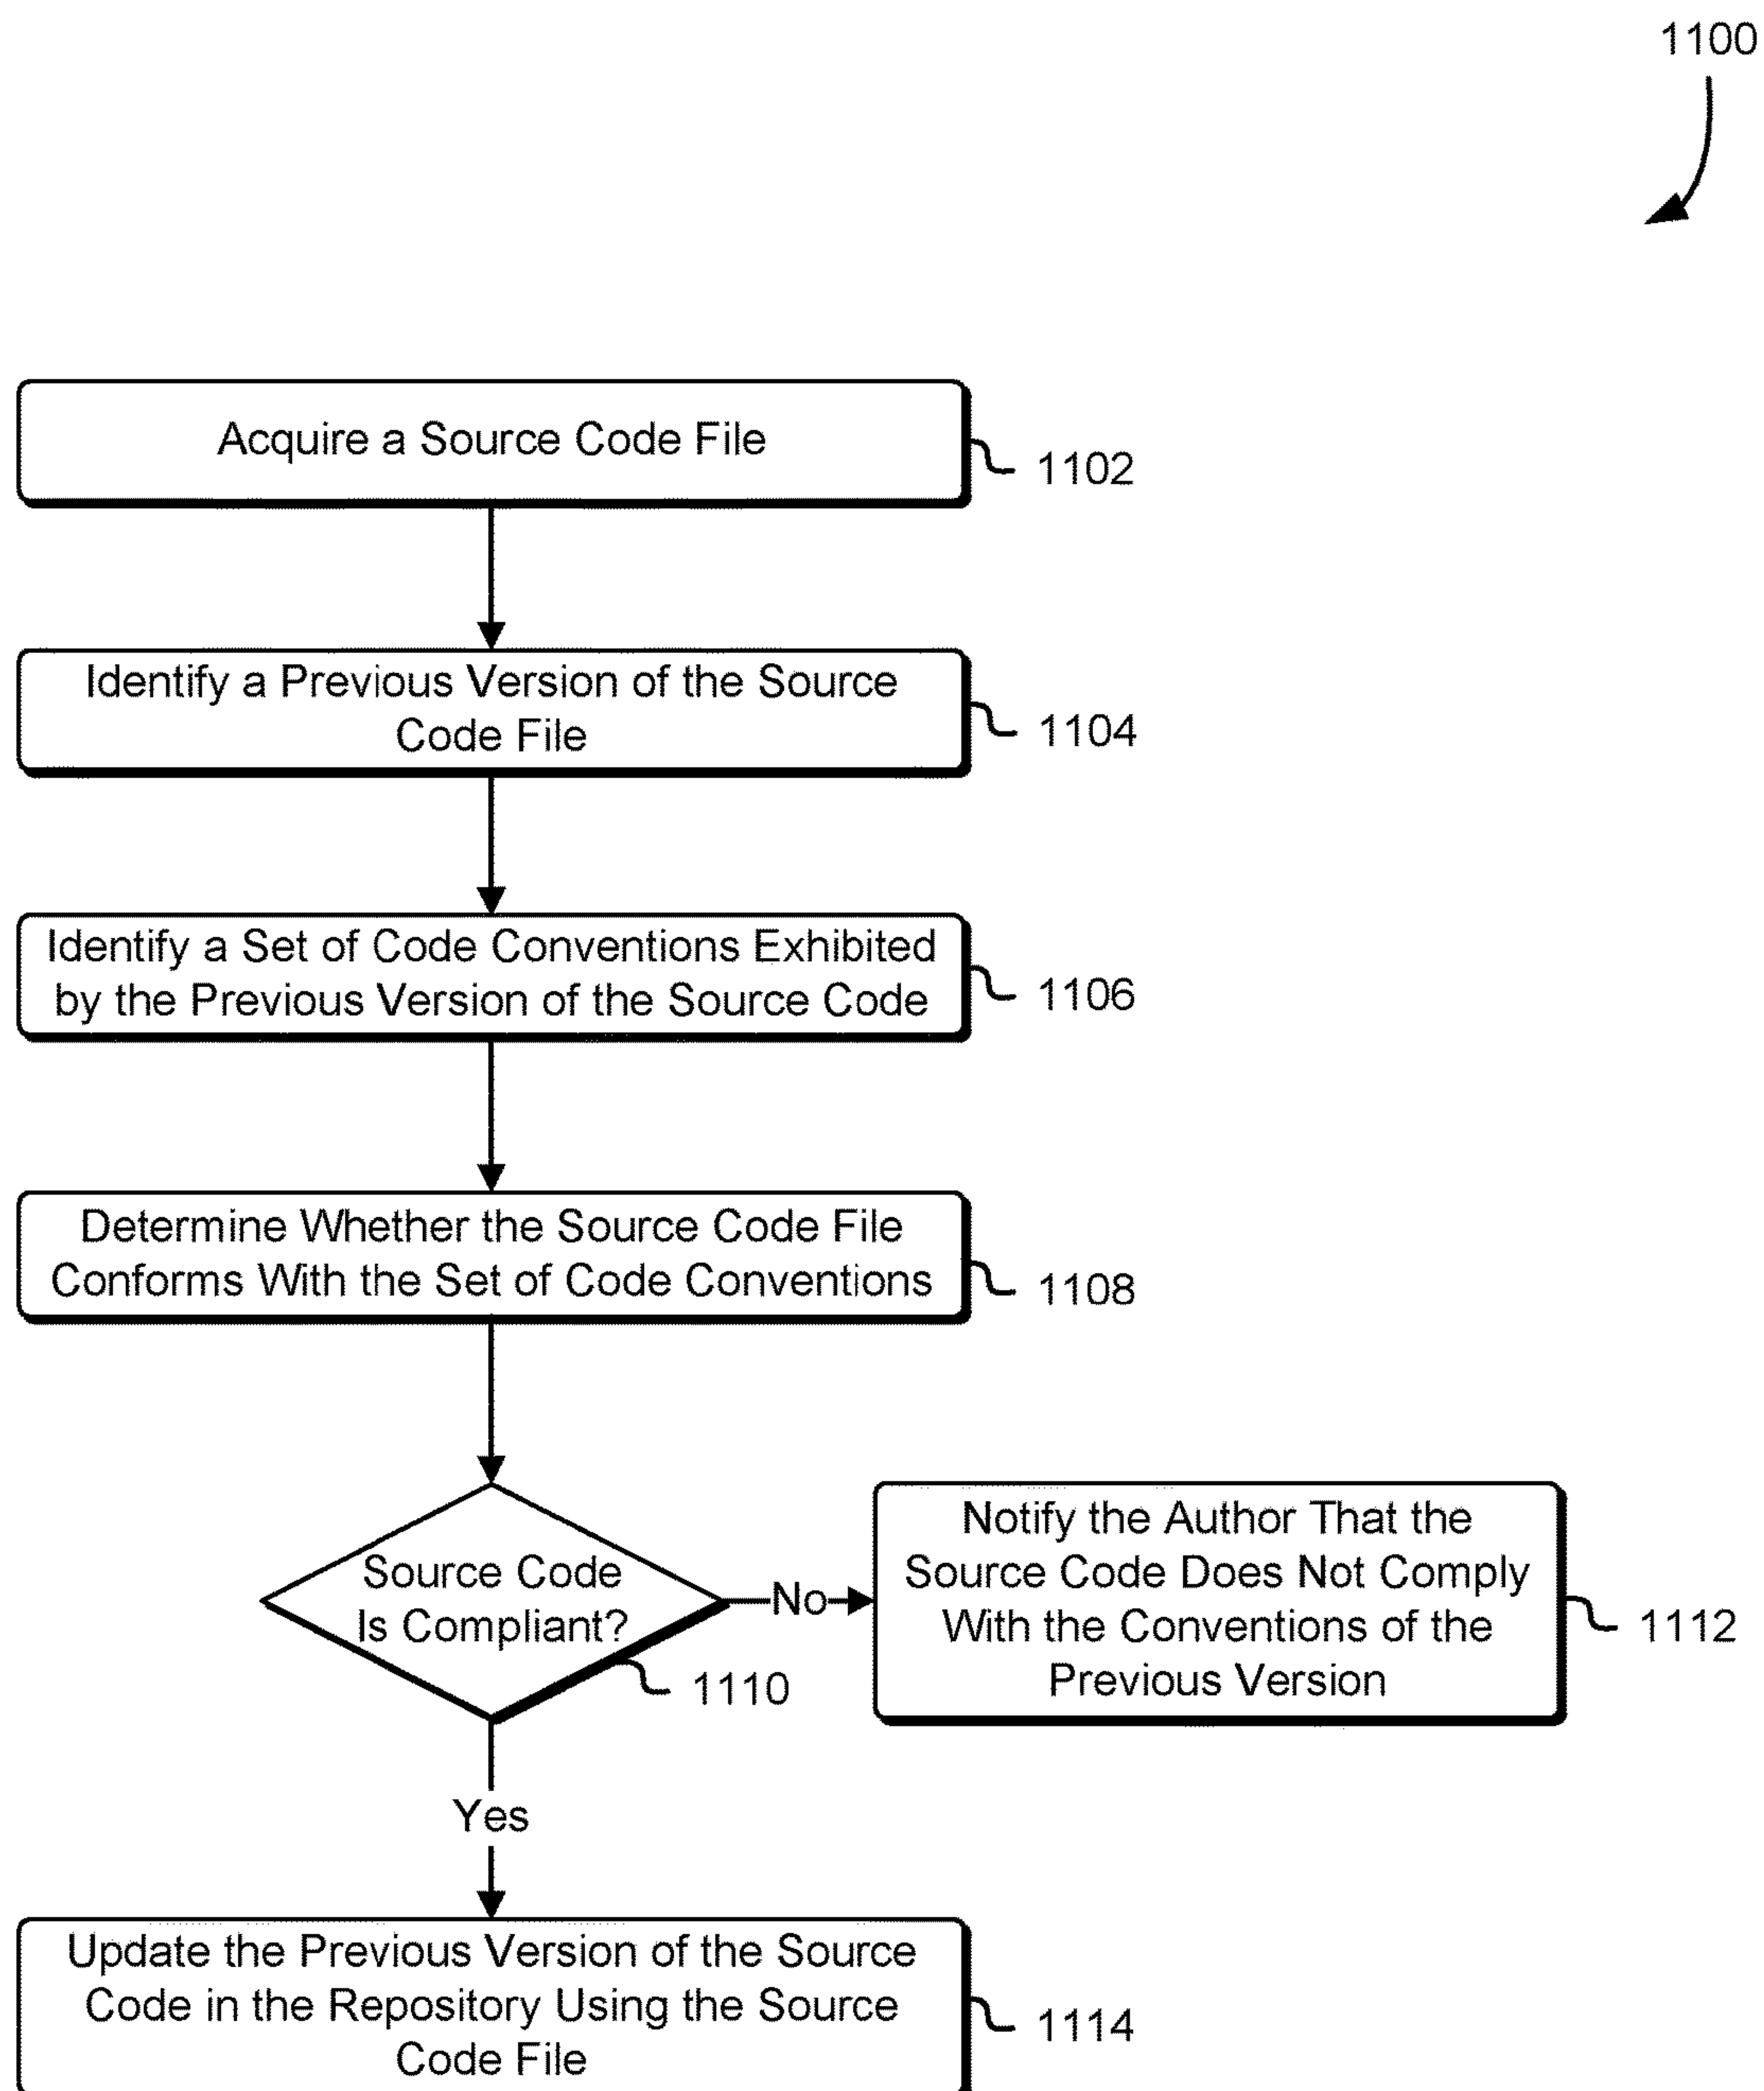 1100
Acquire a Source Code File
1102
Identify a Previous Version of the Source
Code File
1104
Identify a Set of Code Conventions Exhibited
by the Previous Version of the Source Code
1106
Determine Whether the Source Code File
Conforms With the Set of Code Conventions
1108
Source Code
Is Compliant?
1110
No
Notify the Author That the
Source Code Does Not Comply
With the Conventions of the
Previous Version
1112
Yes
Update the Previous Version of the Source
Code in the Repository Using the Source
Code File
1114